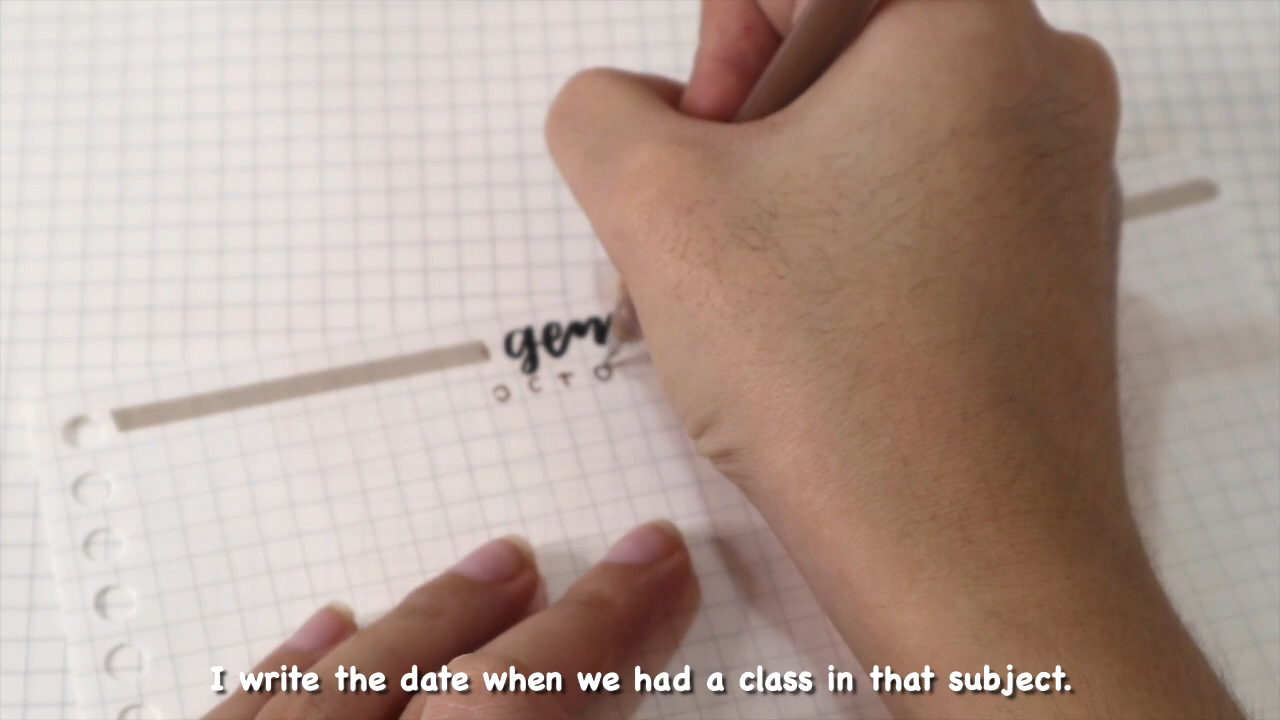 gen
OCTO
I write the date when we had a class in that subject.